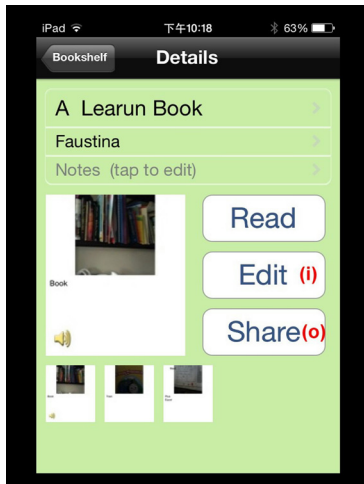 iPad 下午10:18 63%
Bookshelf Details
A Learun Book
Faustina
Notes (tap to edit)
Read
Book
Edit (i)
Share(o)
Book